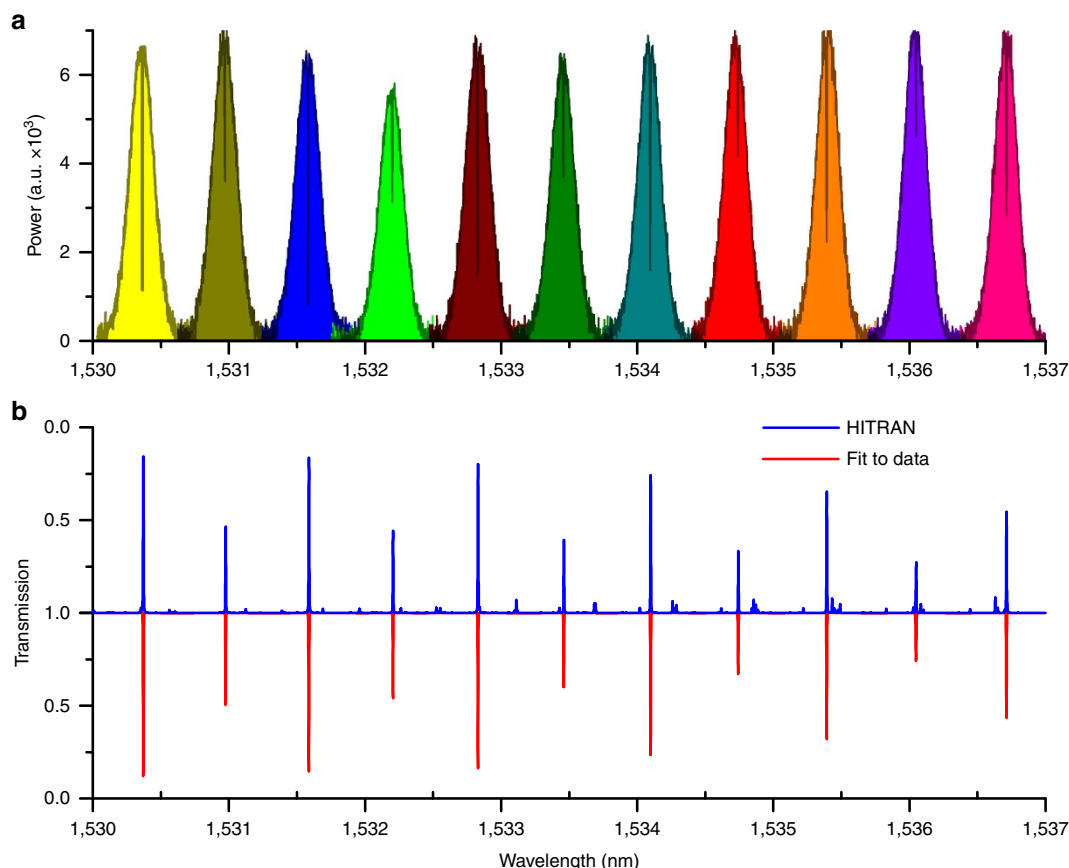 a
Power (a.u. ×10³)
6
4
2
0
1,530 1,531 1,532 1,533 1,534 1,535 1,536 1,537
b
Transmission
0.0
0.5
1.0
0.5
0.0
HITRAN
Fit to data
1,530 1,531 1,532 1,533 1,534 1,535 1,536 1,537
Wavelength (nm)